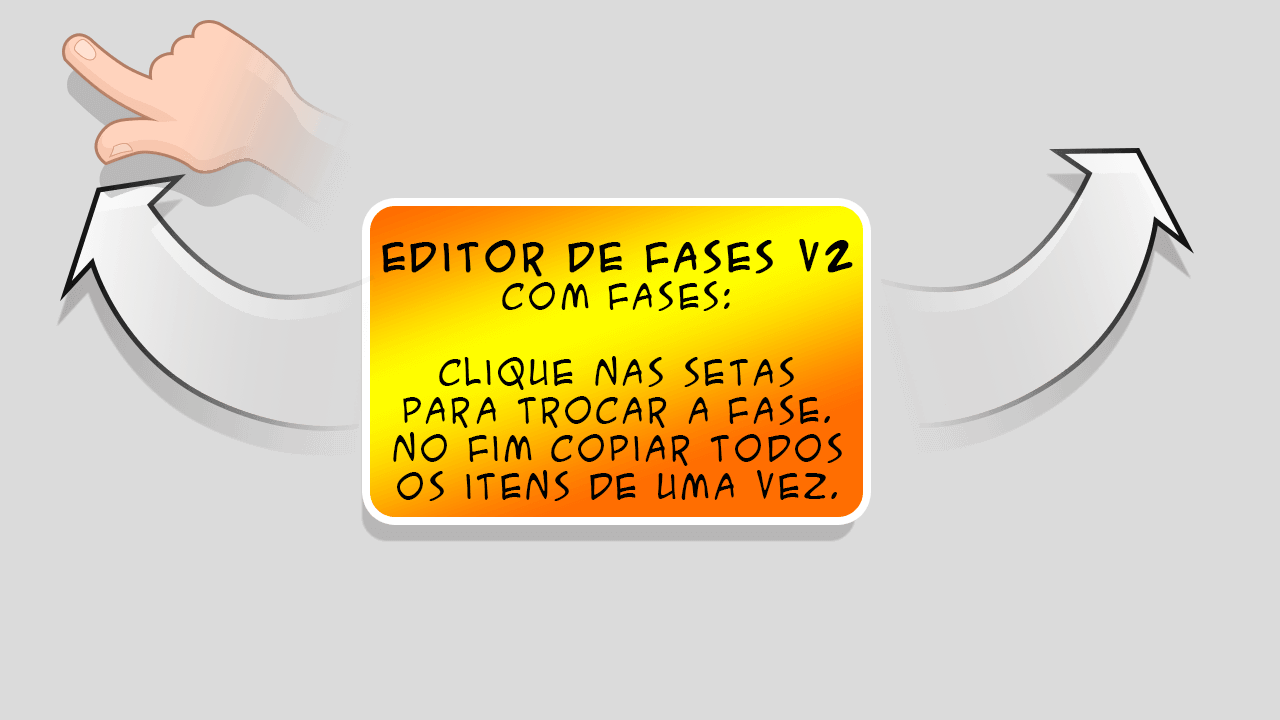 EDITOR DE FASES V2
COM FASES:
CLIQUE NAS SETAS
PARA TROCAR A FASE.
NO FIM COPIAR TODOS
OS ITENS DE UMA VEZ.